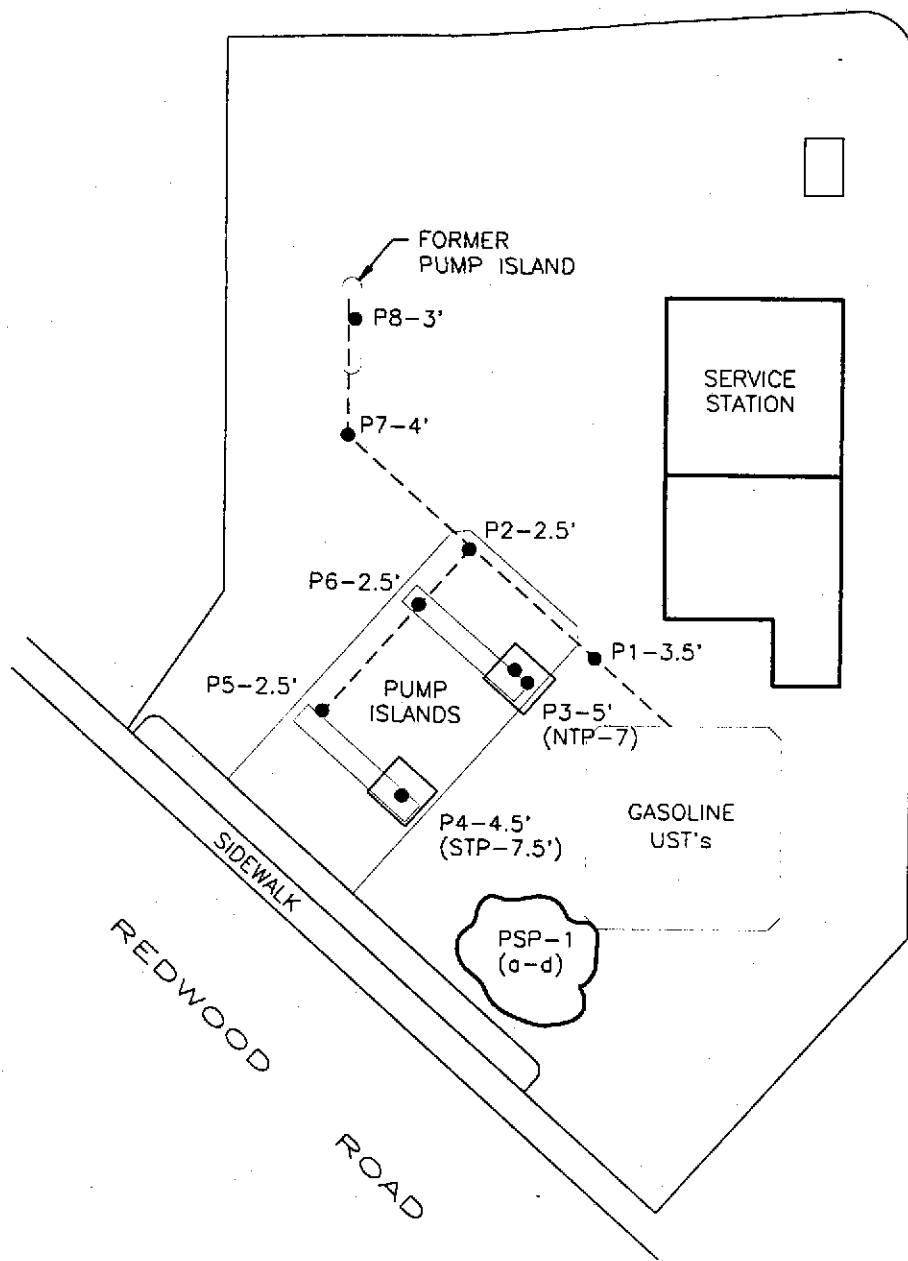 FORMER
PUMP ISLAND
P8-3'
SERVICE
STATION
P7-4'
P2-2.5'
P6-2.5'
P1-3.5'
P5-2.5'
PUMP
ISLANDS
P3-5'
(NTP-7)
P4-4.5'
(STP-7.5')
GASOLINE
UST's
SIDEWALK
PSP-1
(a-d)
REDWOOD
ROAD